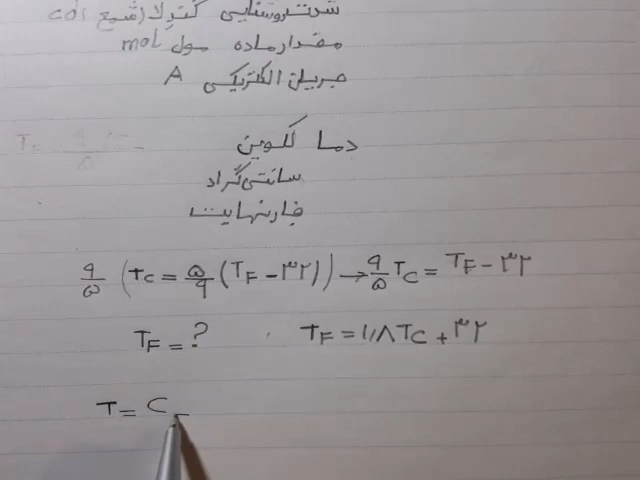 شدت روشنایی کندلا (شمع) cd
مقدار ماده مول mol
جریان الکتریکی A
دما کلوین
سانتی‌گراد
فارنهایت
۹/۵ (TC = ۵/۹ (TF - ۳۲)) → ۹/۵ TC = TF - ۳۲
TF = ? TF = ۱/۸ TC + ۳۲
T = C